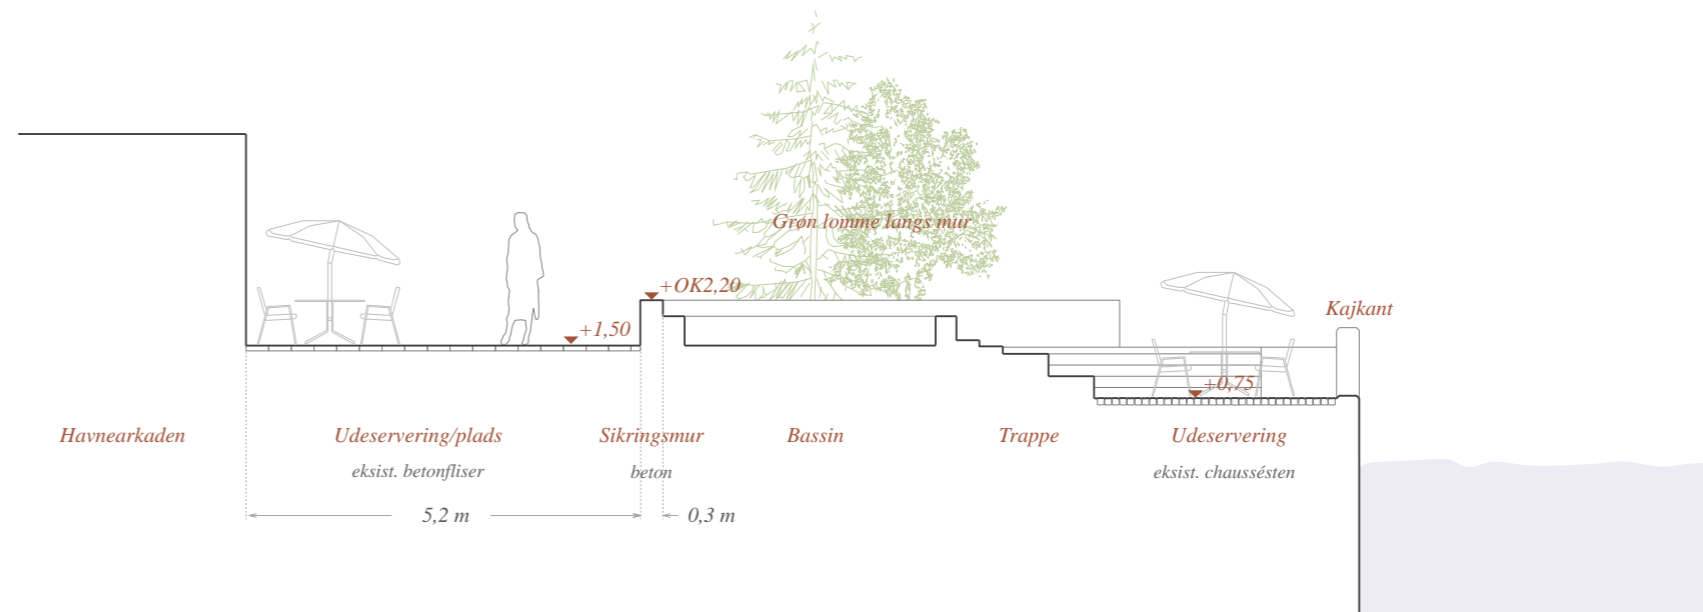 Grøn lomme langs mur
+OK2,20
Kajkant
+1,50
+0,75
Havnearkaden
Udeservering/plads
Sikringsmur
Bassin
Trappe
Udeservering
eksist. betonfliser
beton
eksist. chaussésten
5,2 m
0,3 m